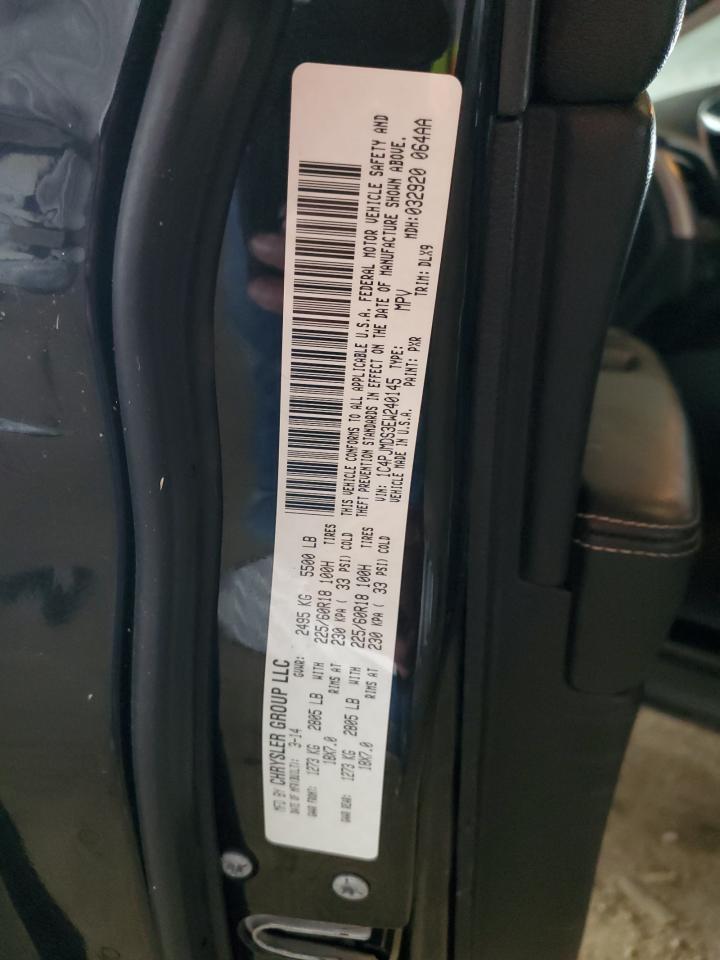 MFD BY CHRYSLER GROUP LLC
DATE OF MFR(BUILT): 3-14 GVWR: 2495 KG 5500 LB
GAWR FRONT: 1273 KG 2805 LB WITH 225/60R18 100H TIRES
18X7.0 RIMS AT 230 KPA ( 33 PSI) COLD
GAWR REAR: 1273 KG 2805 LB WITH 225/60R18 100H TIRES
18X7.0 RIMS AT 230 KPA ( 33 PSI) COLD
THIS VEHICLE CONFORMS TO ALL APPLICABLE U.S.A. FEDERAL MOTOR VEHICLE SAFETY AND
THEFT PREVENTION STANDARDS IN EFFECT ON THE DATE OF MANUFACTURE SHOWN ABOVE.
VIN: 1C4PJMDS3EW240145 TYPE: MPV MDH:032920 064AA
VEHICLE MADE IN U.S.A. PAINT: PXR TRIM: DLX9